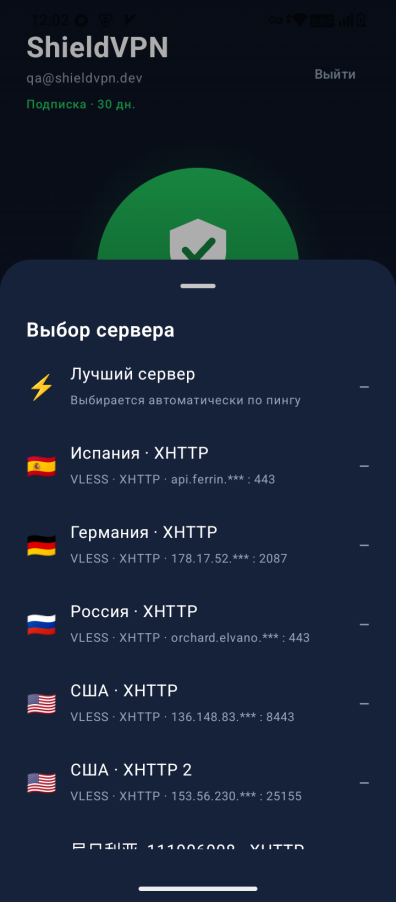 12:02
ShieldVPN
qa@shieldvpn.dev
Выйти
Подписка · 30 дн.
Выбор сервера
Лучший сервер
Выбирается автоматически по пингу
–
Испания · XHTTP
VLESS · XHTTP · api.ferrin.*** : 443
–
Германия · XHTTP
VLESS · XHTTP · 178.17.52.*** : 2087
–
Россия · XHTTP
VLESS · XHTTP · orchard.elvano.*** : 443
–
США · XHTTP
VLESS · XHTTP · 136.148.83.*** : 8443
–
США · XHTTP 2
VLESS · XHTTP · 153.56.230.*** : 25155
–